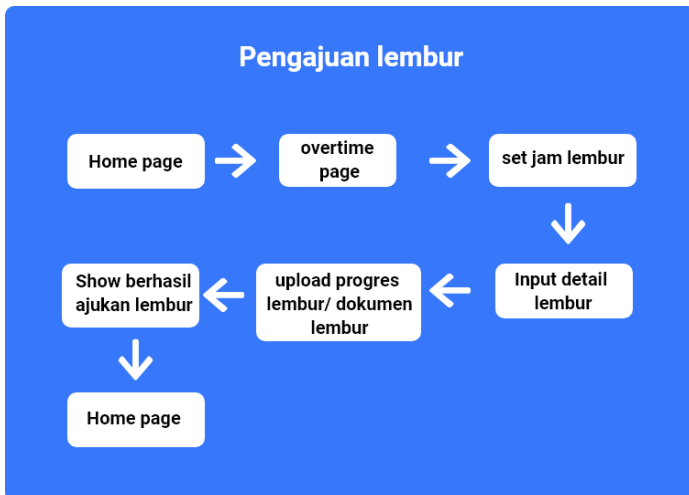 Pengajuan lembur
Home page
overtime
page
set jam lembur
Input detail
lembur
upload progres
lembur/ dokumen
lembur
Show berhasil
ajukan lembur
Home page